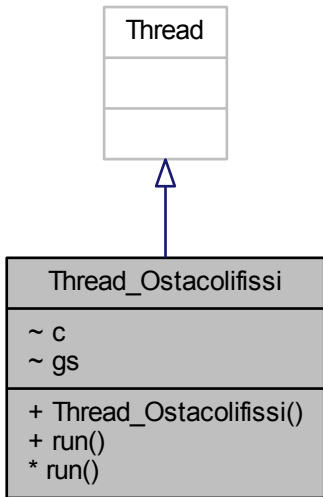 Thread
Thread_Ostacolifissi
~ c
~ gs
+ Thread_Ostacolifissi()
+ run()
* run()